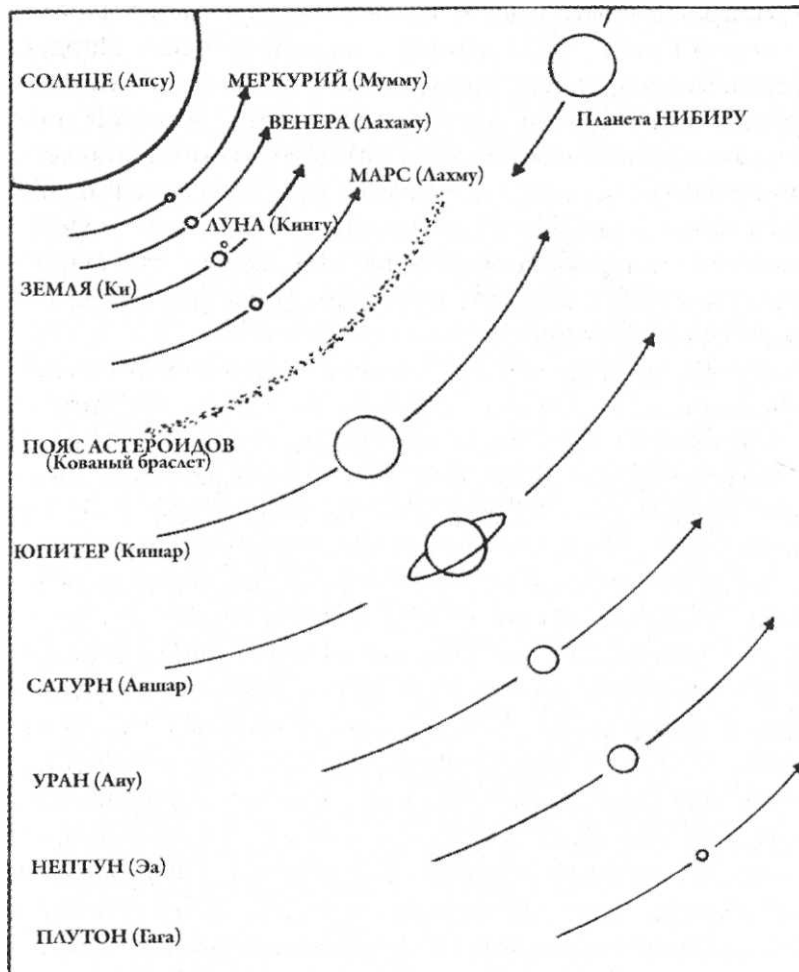 СОЛНЦЕ (Апсу)
МЕРКУРИЙ (Мумму)
ВЕНЕРА (Лахаму)
Планета НИБИРУ
МАРС (Лахму)
ЛУНА (Кингу)
ЗЕМЛЯ (Ки)
ПОЯС АСТЕРОИДОВ
(Кованый браслет)
ЮПИТЕР (Кишар)
САТУРН (Аншар)
УРАН (Ану)
НЕПТУН (Эа)
ПЛУТОН (Гага)